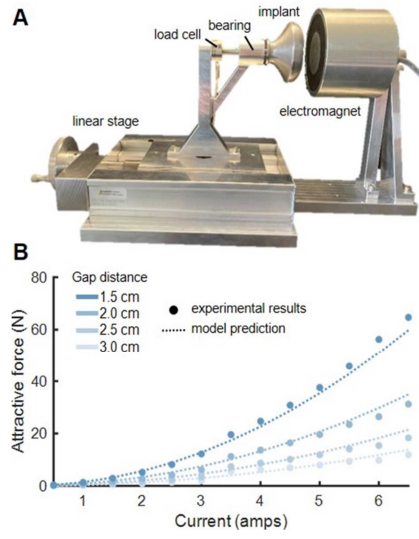 A
implant
bearing
load cell
electromagnet
linear stage
B
80
Gap distance
1.5 cm
2.0 cm
2.5 cm
3.0 cm
experimental results
model prediction
60
40
20
0
Attractive force (N)
1 2 3 4 5 6
Current (amps)